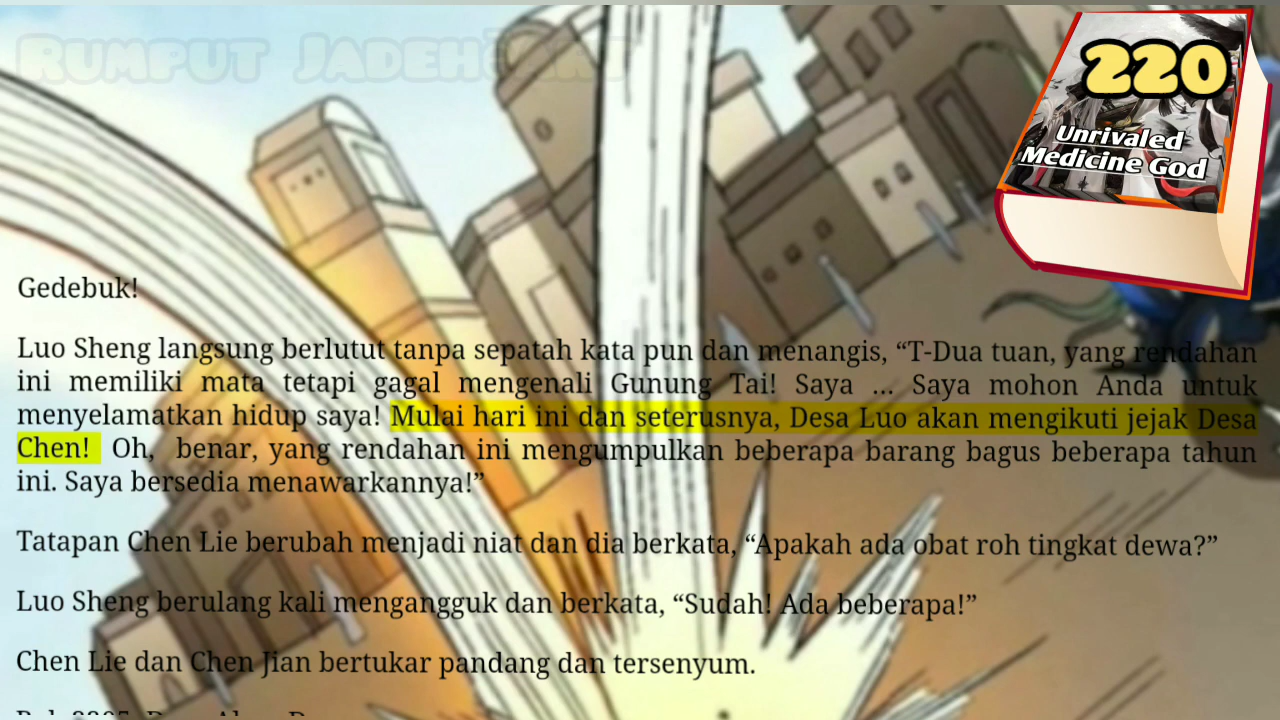 RUMPUT JADEHEART
220
Unrivaled
Medicine God
Gedebuk!
Luo Sheng langsung berlutut tanpa sepatah kata pun dan menangis, “T-Dua tuan, yang rendahan
ini memiliki mata tetapi gagal mengenali Gunung Tai! Saya ... Saya mohon Anda untuk
menyelamatkan hidup saya! Mulai hari ini dan seterusnya, Desa Luo akan mengikuti jejak Desa
Chen! Oh, benar, yang rendahan ini mengumpulkan beberapa barang bagus beberapa tahun
ini. Saya bersedia menawarkannya!”
Tatapan Chen Lie berubah menjadi niat dan dia berkata, “Apakah ada obat roh tingkat dewa?”
Luo Sheng berulang kali mengangguk dan berkata, “Sudah! Ada beberapa!”
Chen Lie dan Chen Jian bertukar pandang dan tersenyum.